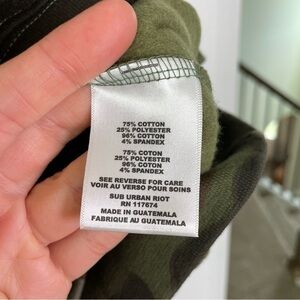 75% COTTON
25% POLYESTER
96% COTTON
4% SPANDEX
75% COTON
25% POLYESTER
96% COTON
4% SPANDEX
SEE REVERSE FOR CARE
VOIR AU VERSO POUR SOINS
SUB URBAN RIOT
RN 117674
MADE IN GUATEMALA
FABRIQUE AU GUATEMALA